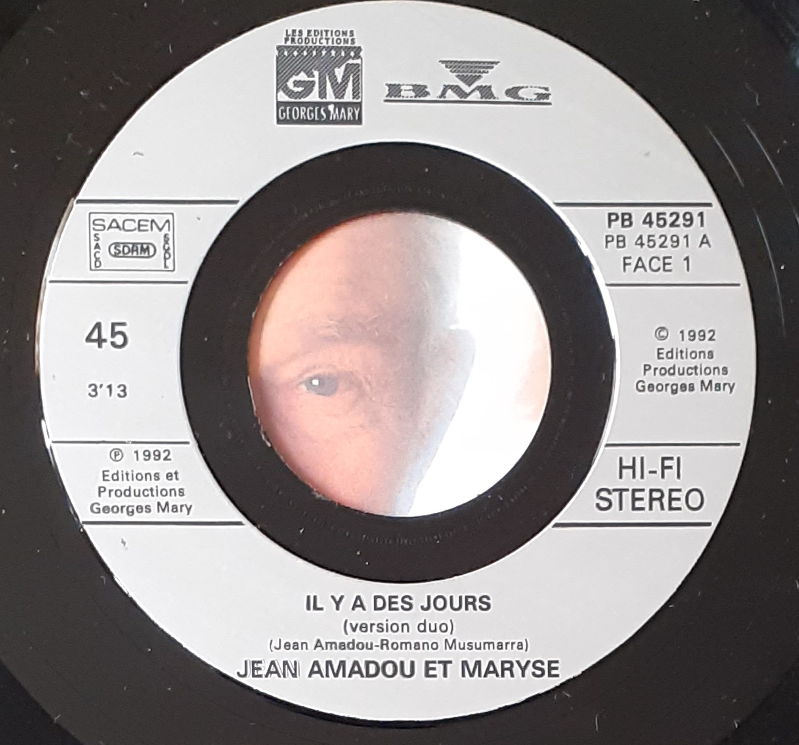 LES EDITIONS
PRODUCTIONS
GM
GEORGES MARY
BMG
SACEM
SACD
SDRM
SGDL
PB 45291
PB 45291 A
FACE 1
45
3'13
© 1992
Editions
Productions
Georges Mary
℗ 1992
Editions et
Productions
Georges Mary
HI-FI
STEREO
IL Y A DES JOURS
(version duo)
(Jean Amadou-Romano Musumarra)
JEAN AMADOU ET MARYSE